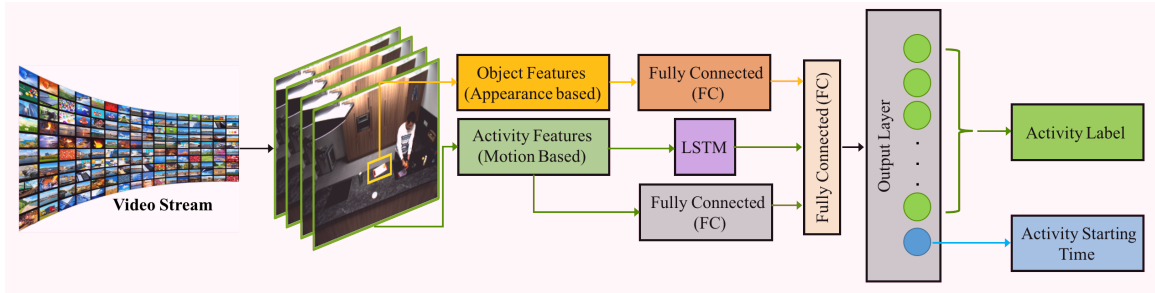 Video Stream
Object Features
(Appearance based)
Fully Connected
(FC)
Activity Features
(Motion Based)
LSTM
Fully Connected
(FC)
Fully Connected (FC)
Output Layer
Activity Label
Activity Starting
Time